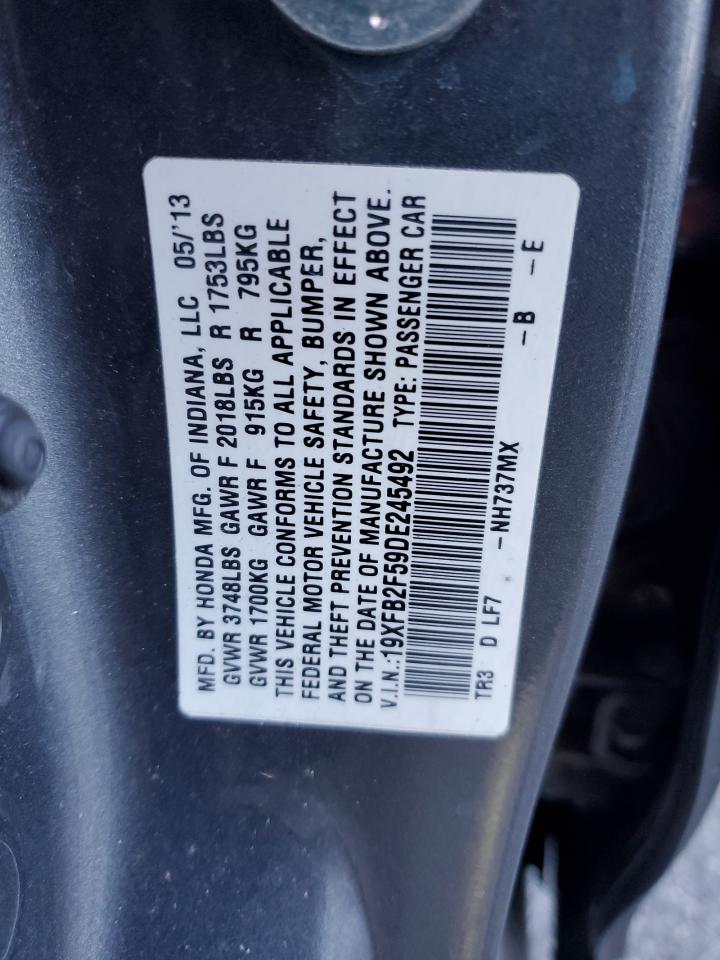 MFD. BY HONDA MFG. OF INDIANA, LLC 05/'13
GVWR 3748LBS GAWR F 2018LBS R 1753LBS
GVWR 1700KG GAWR F 915KG R 795KG
THIS VEHICLE CONFORMS TO ALL APPLICABLE
FEDERAL MOTOR VEHICLE SAFETY, BUMPER,
AND THEFT PREVENTION STANDARDS IN EFFECT
ON THE DATE OF MANUFACTURE SHOWN ABOVE.
V.I.N.:19XFB2F59DE245492 TYPE: PASSENGER CAR
TR3 D LF7 -NH737MX -B -E